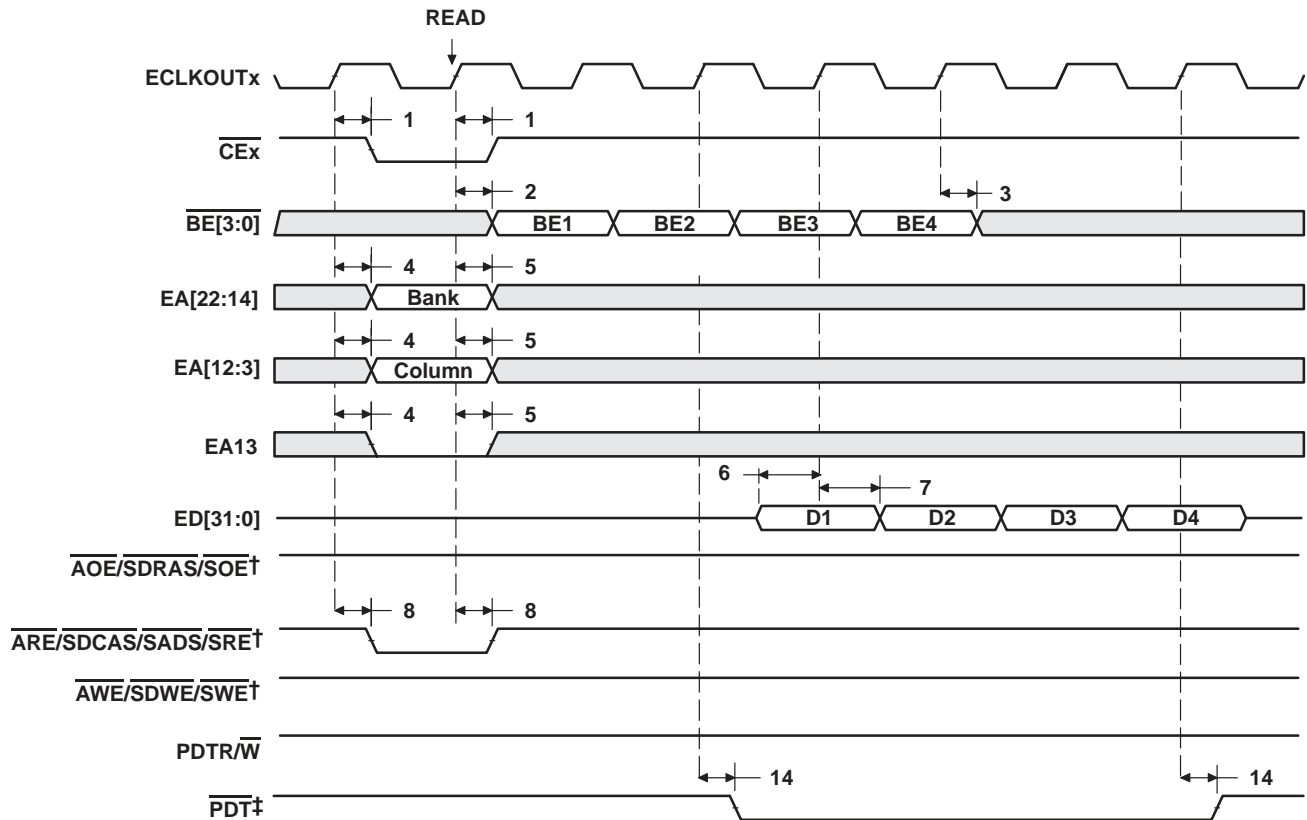 READ
ECLKOUTx
1 1
CEx
2 3
BE[3:0] BE1 BE2 BE3 BE4
4 5
EA[22:14] Bank
4 5
EA[12:3] Column
4 5
EA13
6 7
ED[31:0] D1 D2 D3 D4
AOE/SDRAS/SOE†
8 8
ARE/SDCAS/SADS/SRE†
AWE/SDWE/SWE†
PDTR/W
14 14
PDT‡